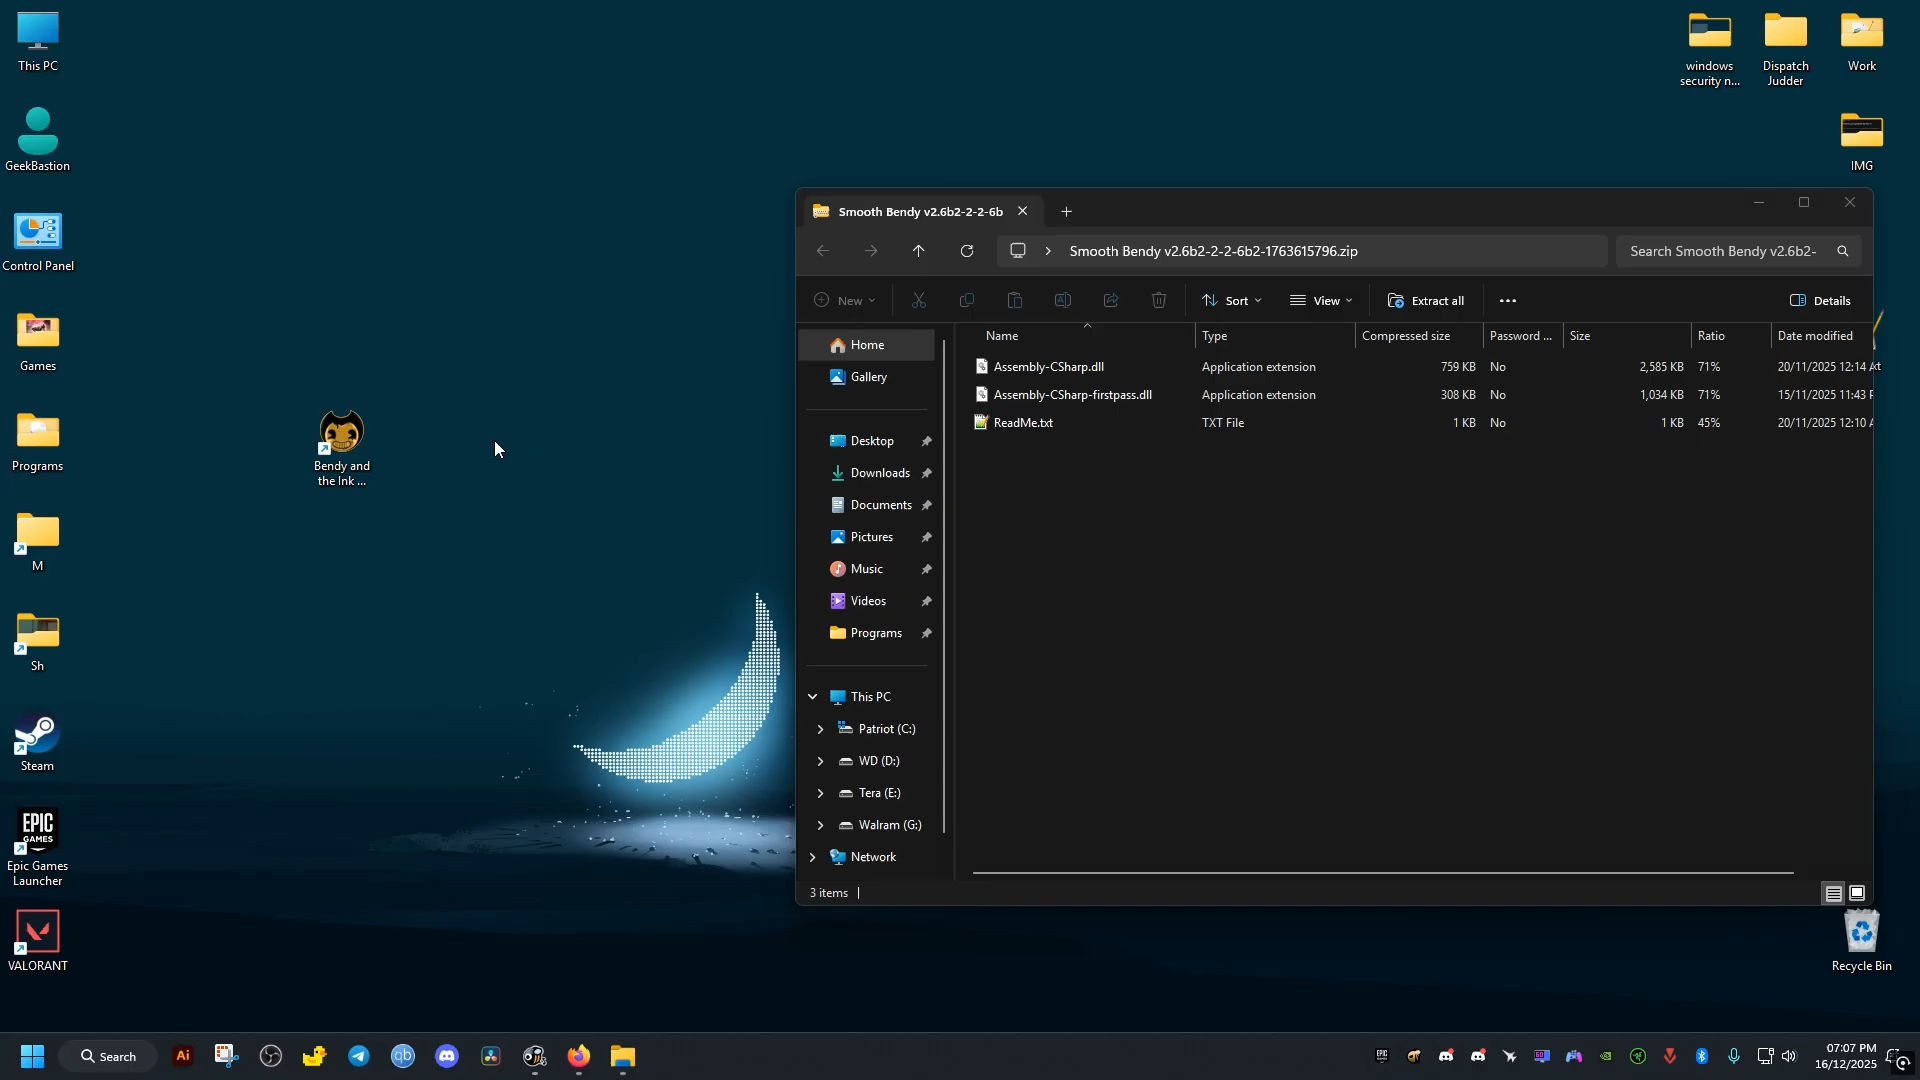 This PC
GeekBastion
Control Panel
Games
Programs
M
Sh
Steam
EPIC
GAMES
Epic Games
Launcher
VALORANT
Bendy and
the Ink ...
windows
security n...
Dispatch
Judder
Work
IMG
Recycle Bin
Smooth Bendy v2.6b2-2-2-6b
Smooth Bendy v2.6b2-2-2-6b2-1763615796.zip
Search Smooth Bendy v2.6b2-
New
Sort
View
Extract all
Details
Name Type Compressed size Password ... Size Ratio Date modified
Assembly-CSharp.dll Application extension 759 KB No 2,585 KB 71% 20/11/2025 12:14
Assembly-CSharp-firstpass.dll Application extension 308 KB No 1,034 KB 71% 15/11/2025 11:43
ReadMe.txt TXT File 1 KB No 1 KB 45% 20/11/2025 12:10
Home
Gallery
Desktop
Downloads
Documents
Pictures
Music
Videos
Programs
This PC
Patriot (C:)
WD (D:)
Tera (E:)
Walram (G:)
Network
3 items
Search
Ai
qb
07:07 PM
16/12/2025